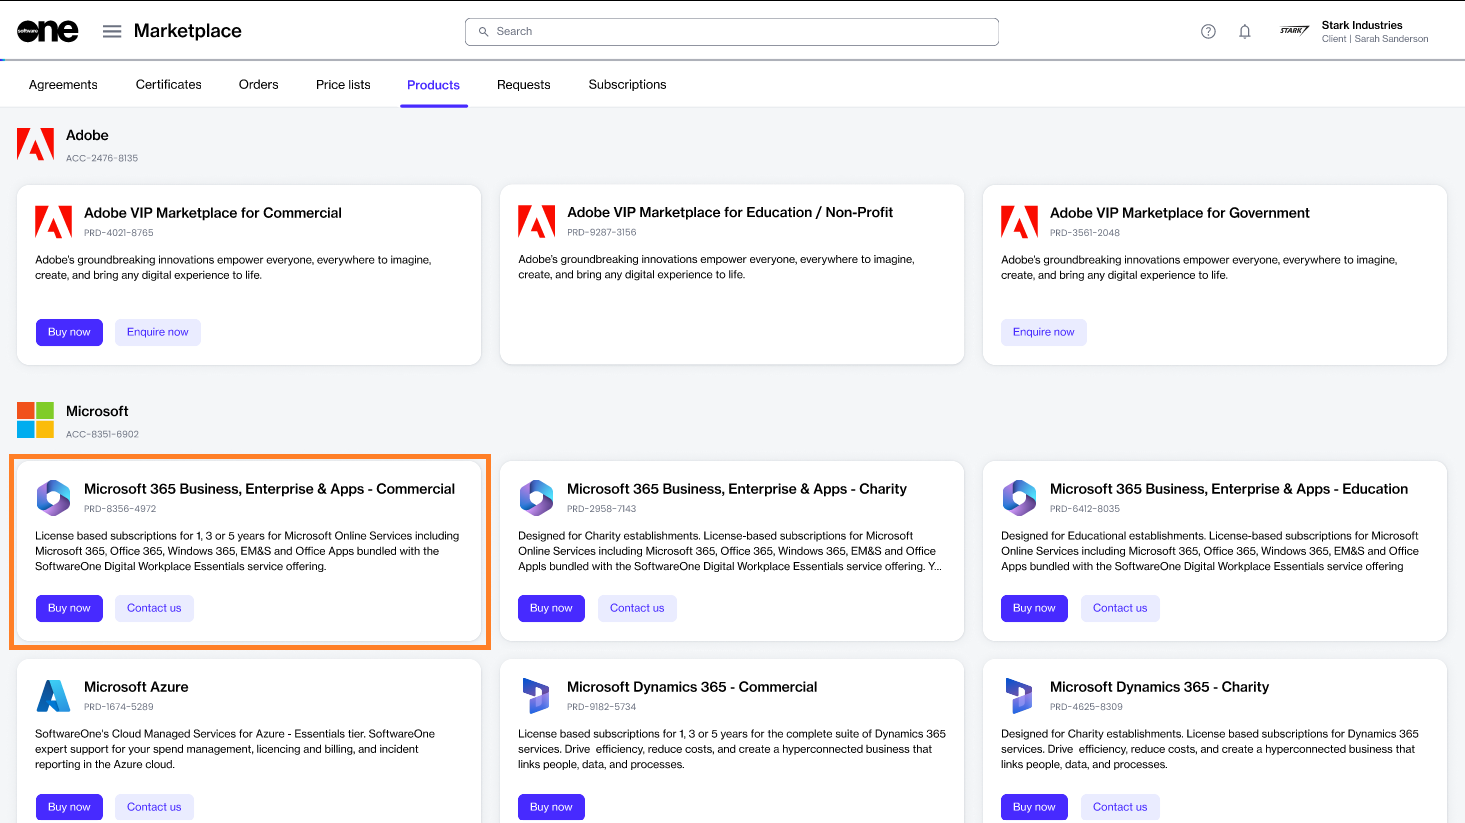 software one
Marketplace
Search
STARK
Stark Industries
Client | Sarah Sanderson
Agreements
Certificates
Orders
Price lists
Products
Requests
Subscriptions
Adobe
ACC-2476-8135
Adobe VIP Marketplace for Commercial
PRD-4021-8765
Adobe's groundbreaking innovations empower everyone, everywhere to imagine,
create, and bring any digital experience to life.
Buy now
Enquire now
Adobe VIP Marketplace for Education / Non-Profit
PRD-9287-3156
Adobe's groundbreaking innovations empower everyone, everywhere to imagine,
create, and bring any digital experience to life.
Adobe VIP Marketplace for Government
PRD-3561-2048
Adobe's groundbreaking innovations empower everyone, everywhere to imagine,
create, and bring any digital experience to life.
Enquire now
Microsoft
ACC-8351-6902
Microsoft 365 Business, Enterprise & Apps - Commercial
PRD-8356-4972
License based subscriptions for 1, 3 or 5 years for Microsoft Online Services including
Microsoft 365, Office 365, Windows 365, EM&S and Office Apps bundled with the
SoftwareOne Digital Workplace Essentials service offering.
Buy now
Contact us
Microsoft 365 Business, Enterprise & Apps - Charity
PRD-2958-7143
Designed for Charity establishments. License-based subscriptions for Microsoft
Online Services including Microsoft 365, Office 365, Windows 365, EM&S and Office
Appls bundled with the SoftwareOne Digital Workplace Essentials service offering. Y...
Buy now
Contact us
Microsoft 365 Business, Enterprise & Apps - Education
PRD-6412-8035
Designed for Educational establishments. License-based subscriptions for Microsoft
Online Services including Microsoft 365, Office 365, Windows 365, EM&S and Office
Apps bundled with the SoftwareOne Digital Workplace Essentials service offering
Buy now
Contact us
Microsoft Azure
PRD-1674-5289
SoftwareOne's Cloud Managed Services for Azure - Essentials tier. SoftwareOne
expert support for your spend management, licencing and billing, and incident
reporting in the Azure cloud.
Buy now
Contact us
Microsoft Dynamics 365 - Commercial
PRD-9182-5734
License based subscriptions for 1, 3 or 5 years for the complete suite of Dynamics 365
services. Drive efficiency, reduce costs, and create a hyperconnected business that
links people, data, and processes.
Buy now
Microsoft Dynamics 365 - Charity
PRD-4625-8309
Designed for Charity establishments. License based subscriptions for Dynamics 365
services. Drive efficiency, reduce costs, and create a hyperconnected business that
links people, data, and processes.
Buy now
Contact us